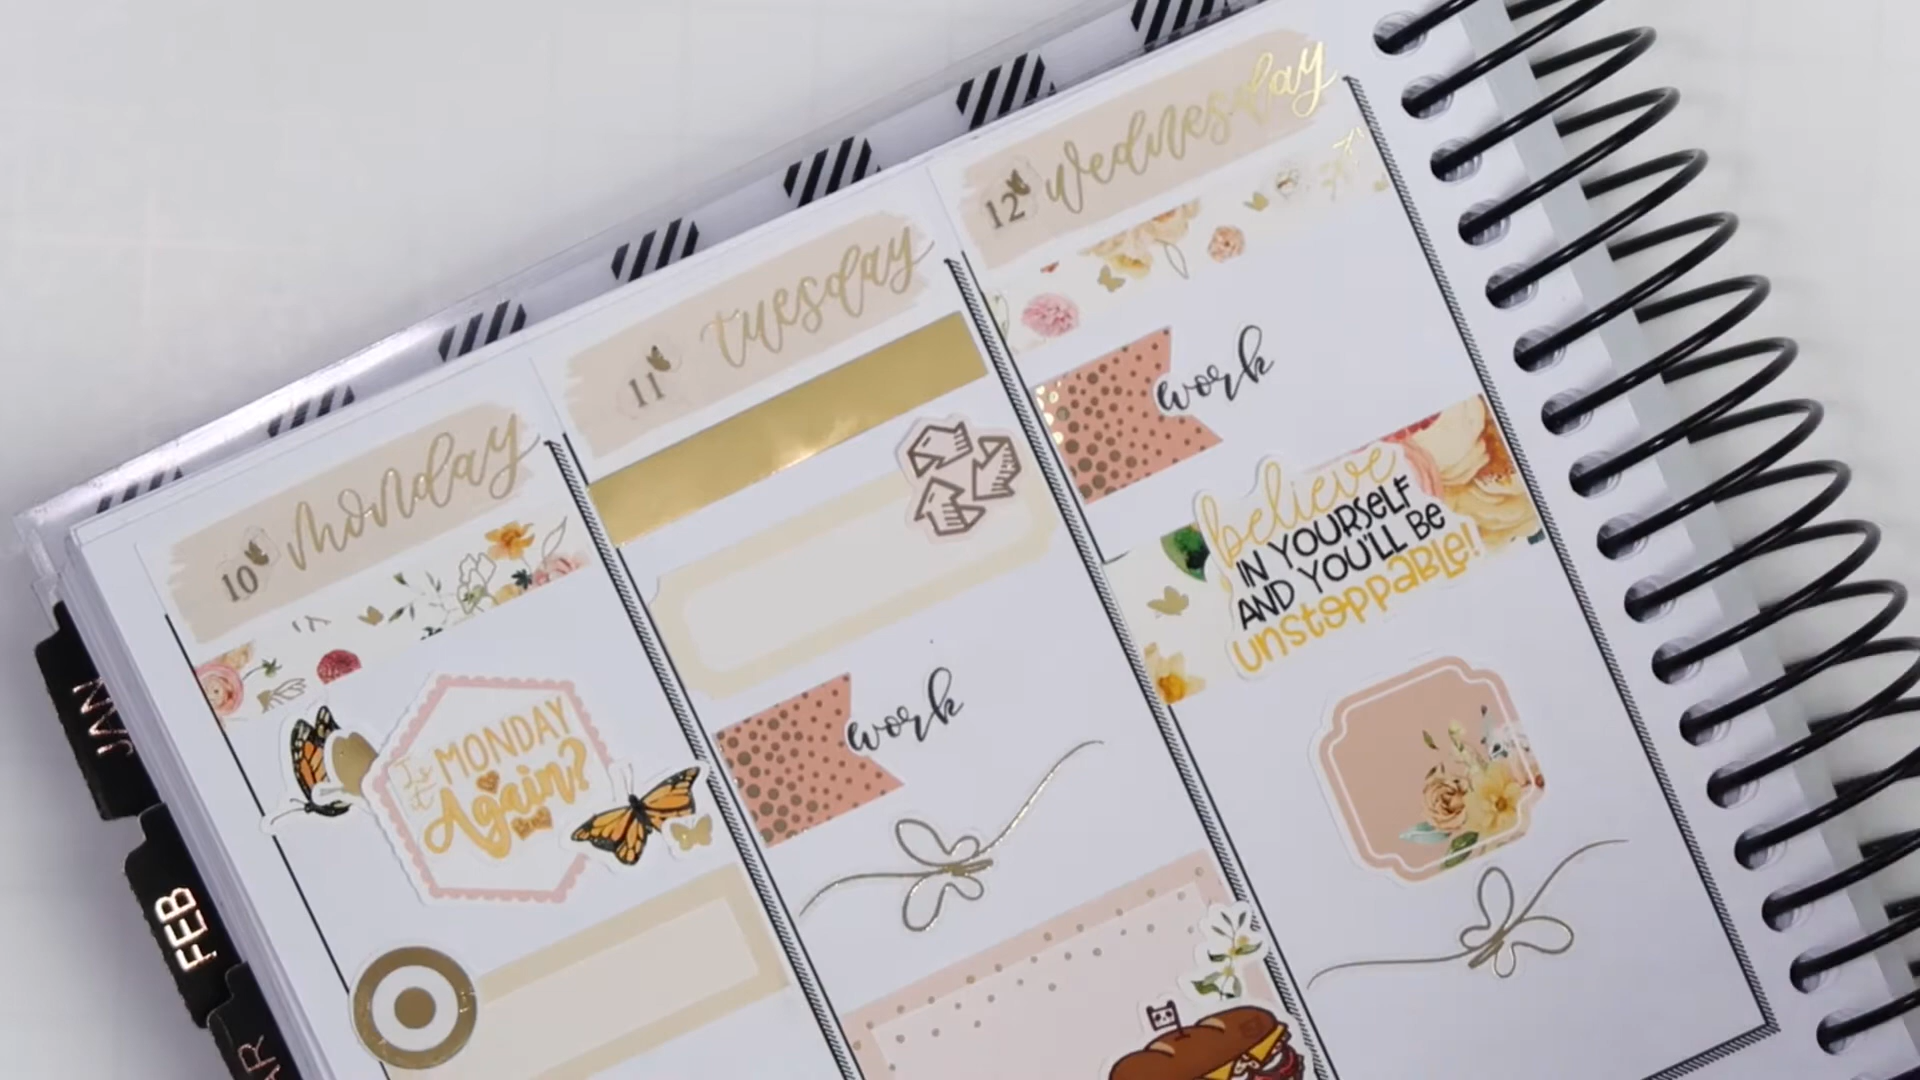 10 monday
11 tuesday
12 wednesday
Is it
MONDAY
Again?
work
work
believe
IN YOURSELF
AND YOU'LL BE
unstoppable!
JAN
FEB
AR